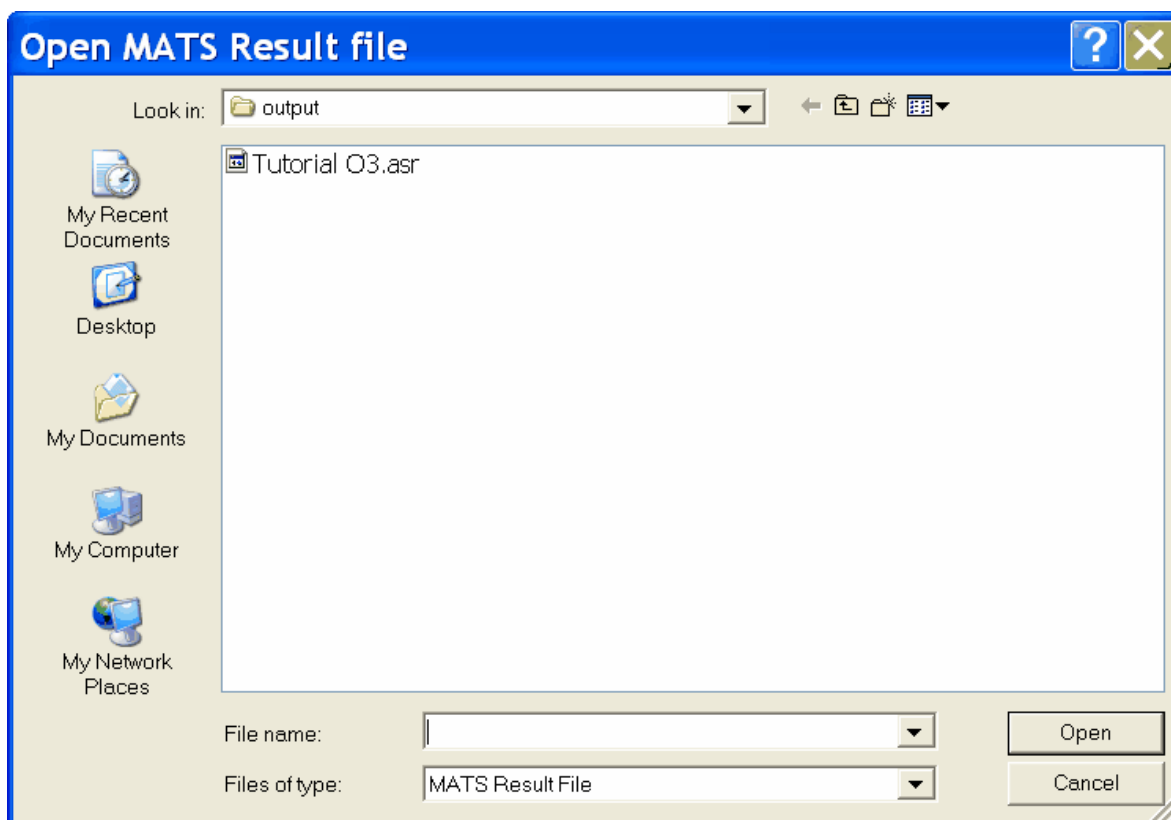 Open MATS Result file
?
Look in:
output
Tutorial O3.asr
My Recent
Documents
Desktop
My Documents
My Computer
My Network
Places
File name:
Open
Files of type:
MATS Result File
Cancel